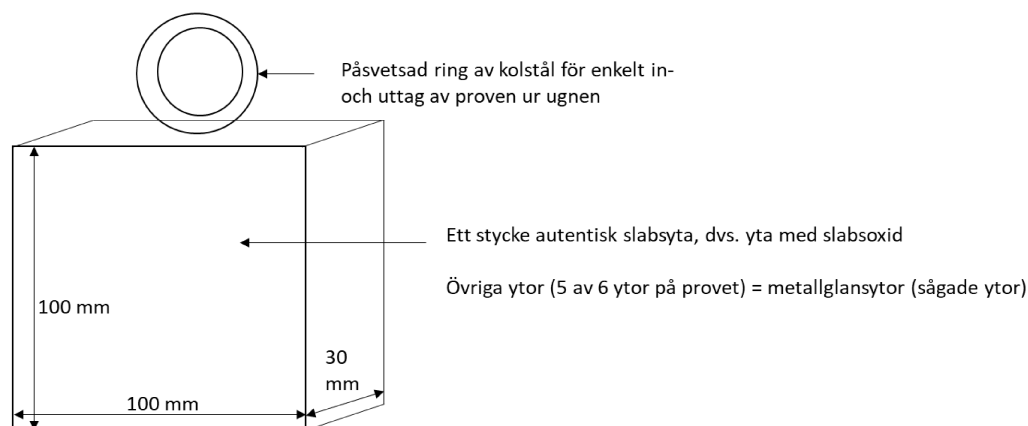 Påsvetsad ring av kolstål för enkelt in-
och uttag av proven ur ugnen
Ett stycke autentisk slabsyta, dvs. yta med slabsoxid
Övriga ytor (5 av 6 ytor på provet) = metallglansytor (sågade ytor)
100 mm
30
mm
100 mm